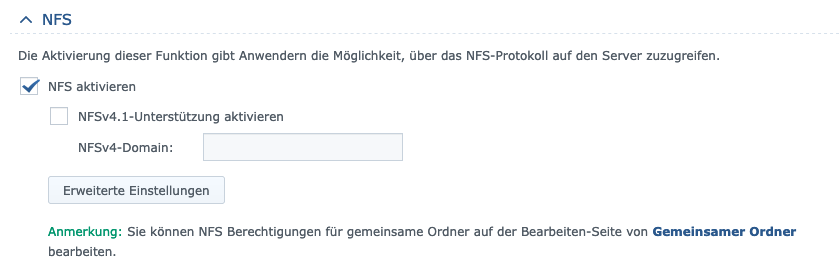 NFS
Die Aktivierung dieser Funktion gibt Anwendern die Möglichkeit, über das NFS-Protokoll auf den Server zuzugreifen.
NFS aktivieren
NFSv4.1-Unterstützung aktivieren
NFSv4-Domain:
Erweiterte Einstellungen
Anmerkung: Sie können NFS Berechtigungen für gemeinsame Ordner auf der Bearbeiten-Seite von Gemeinsamer Ordner
bearbeiten.